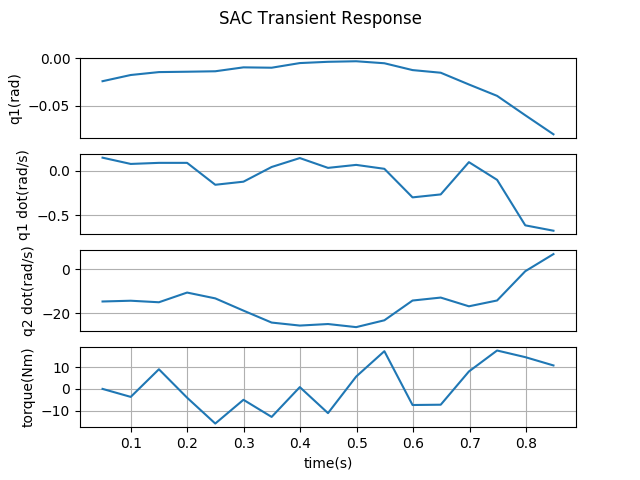 SAC Transient Response
q1(rad)
0.00
−0.05
q1 dot(rad/s)
0.0
−0.5
q2 dot(rad/s)
0
−20
torque(Nm)
10
0
−10
0.1 0.2 0.3 0.4 0.5 0.6 0.7 0.8
time(s)